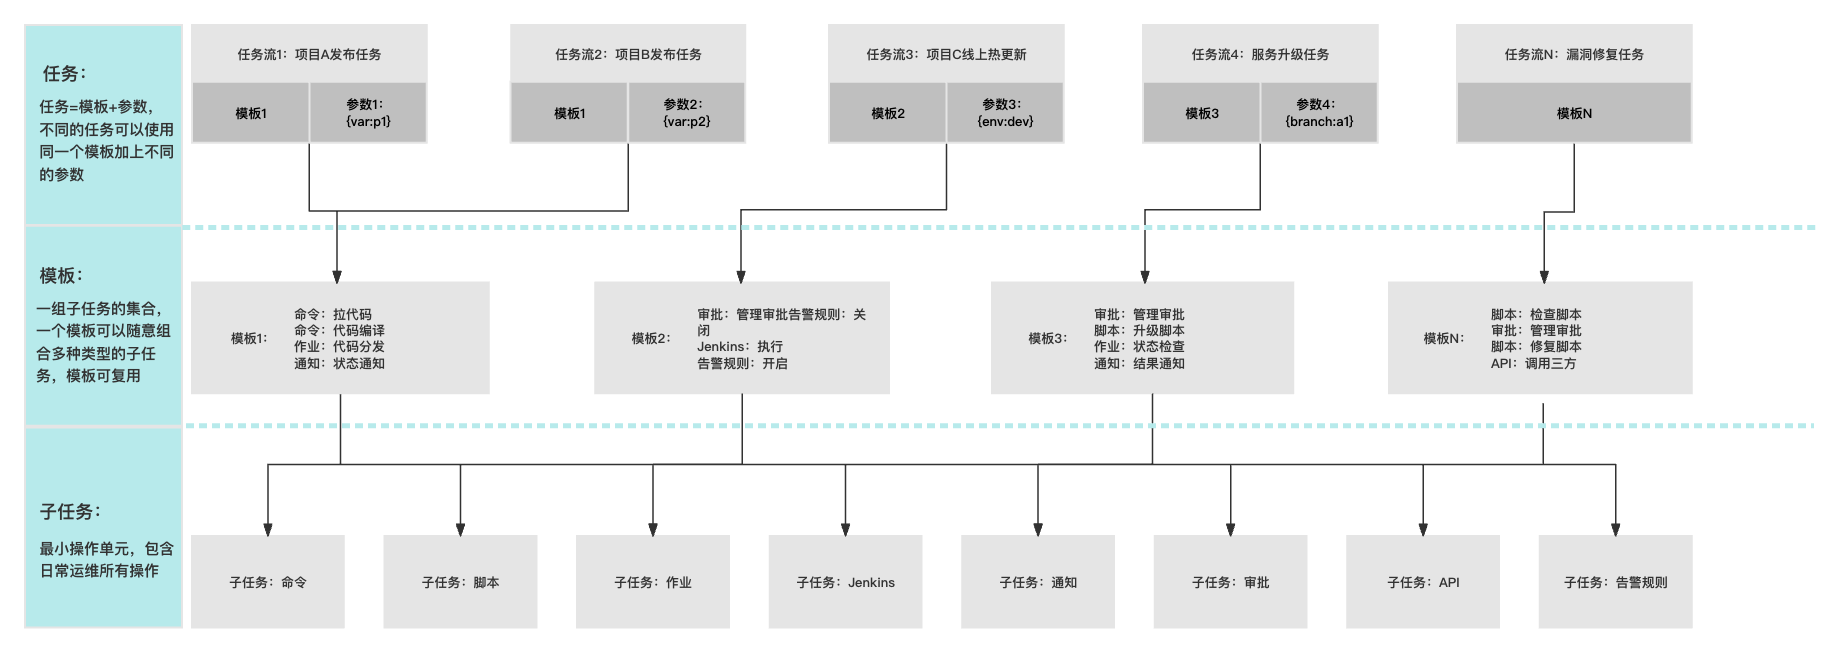 任务：
任务=模板+参数，
不同的任务可以使用
同一个模板加上不同
的参数
任务流1：项目A发布任务
模板1
参数1：
{var:p1}
任务流2：项目B发布任务
模板1
参数2：
{var:p2}
任务流3：项目C线上热更新
模板2
参数3：
{env:dev}
任务流4：服务升级任务
模板3
参数4：
{branch:a1}
任务流N：漏洞修复任务
模板N
模板：
一组子任务的集合，
一个模板可以随意组
合多种类型的子任
务，模板可复用
模板1：
命令：拉代码
命令：代码编译
作业：代码分发
通知：状态通知
模板2：
审批：管理审批告警规则：关
闭
Jenkins：执行
告警规则：开启
模板3：
审批：管理审批
脚本：升级脚本
作业：状态检查
通知：结果通知
模板N：
脚本：检查脚本
审批：管理审批
脚本：修复脚本
API：调用三方
子任务：
最小操作单元，包含
日常运维所有操作
子任务：命令
子任务：脚本
子任务：作业
子任务：Jenkins
子任务：通知
子任务：审批
子任务：API
子任务：告警规则